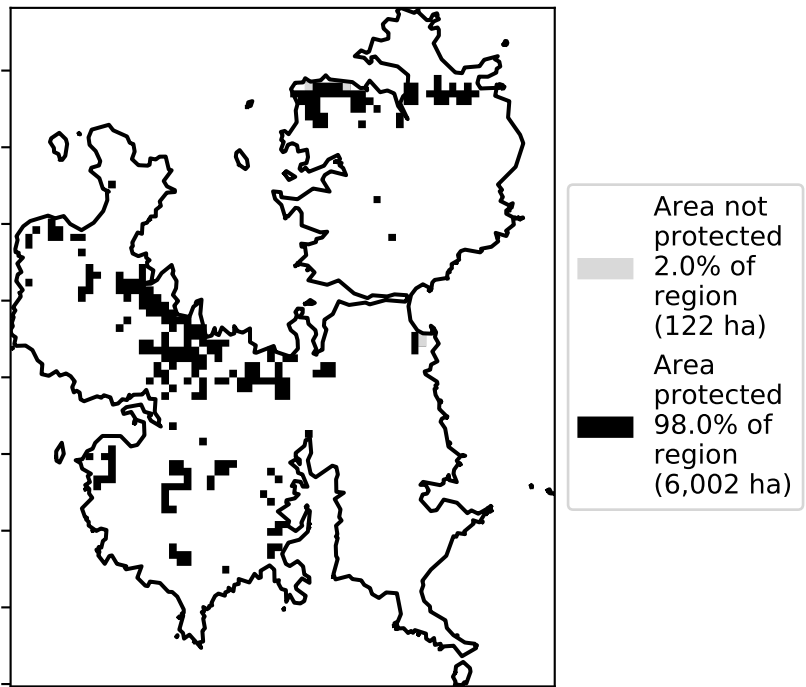 Area not
protected
2.0% of
region
(122 ha)
Area
protected
98.0% of
region
(6,002 ha)